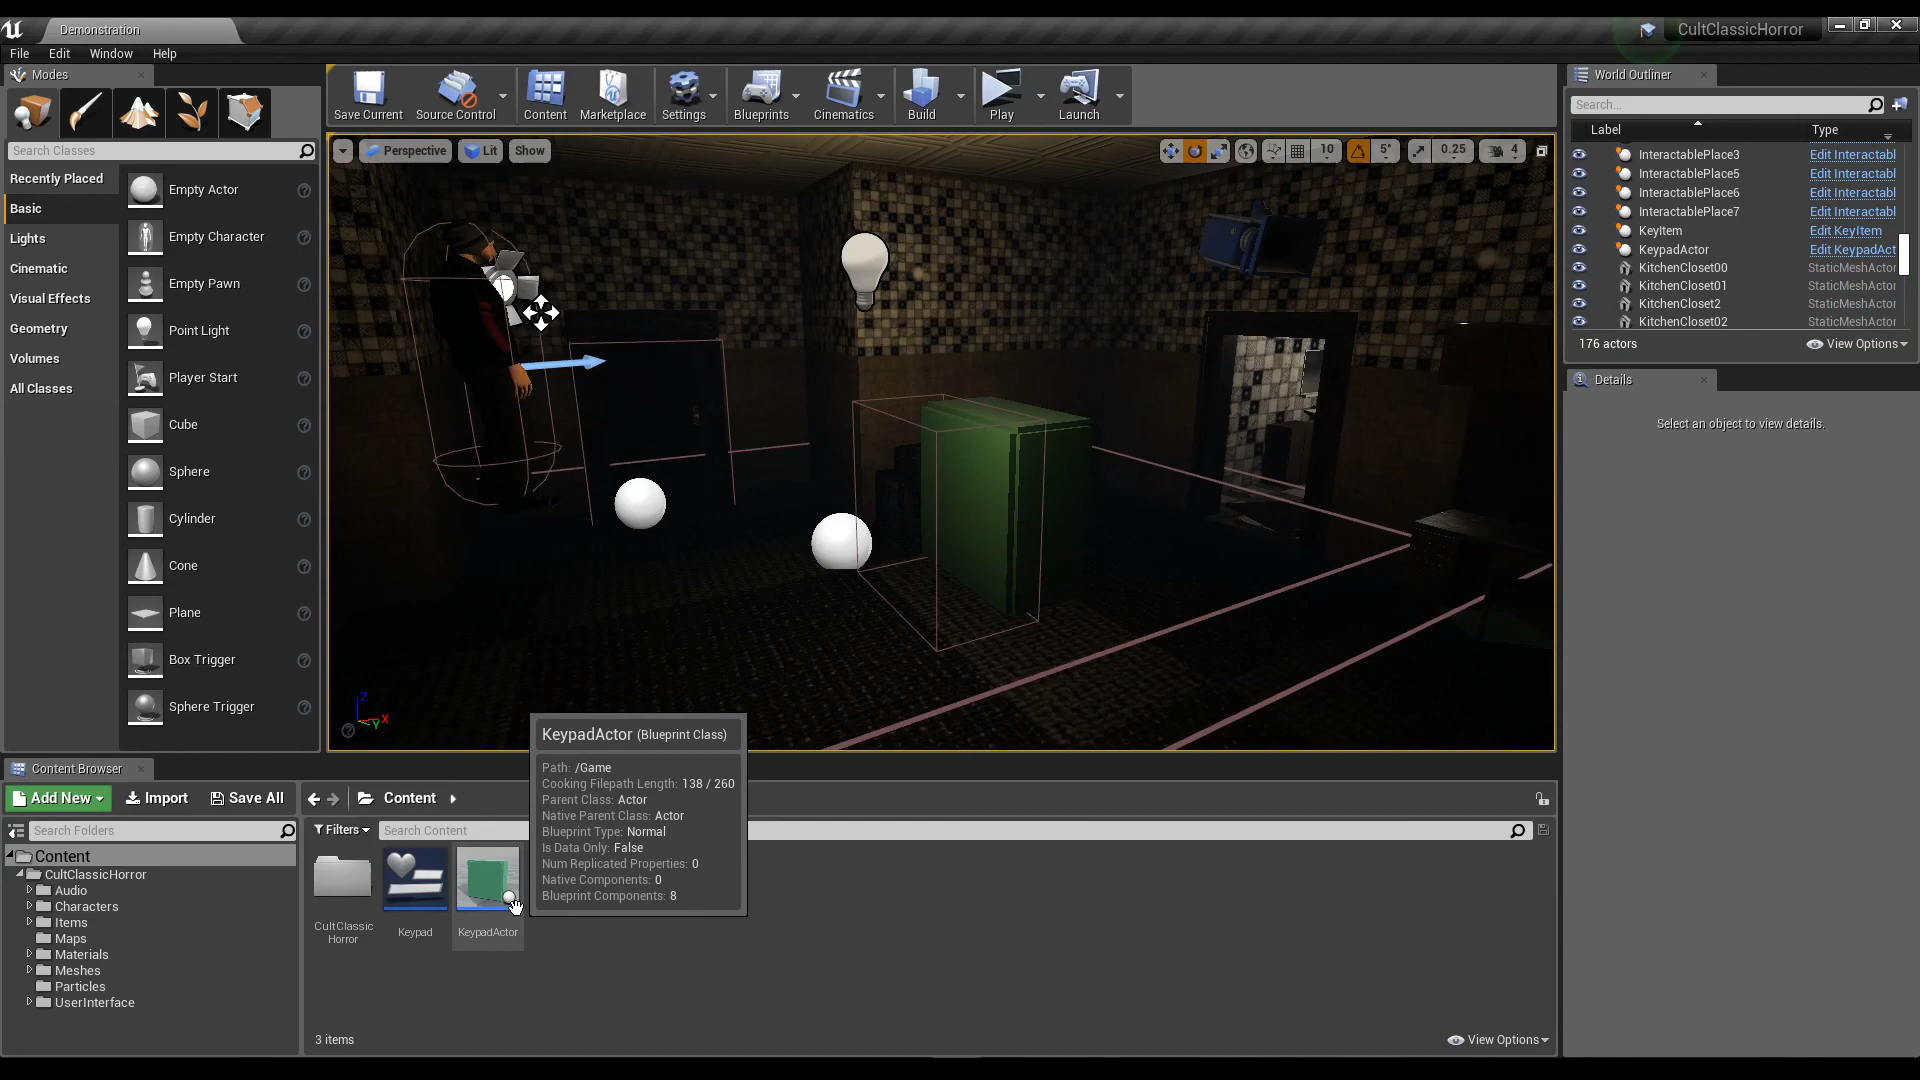 Demonstration
CultClassicHorror
File Edit Window Help
Modes
Search Classes
Recently Placed
Basic
Lights
Cinematic
Visual Effects
Geometry
Volumes
All Classes
Empty Actor
Empty Character
Empty Pawn
Point Light
Player Start
Cube
Sphere
Cylinder
Cone
Plane
Box Trigger
Sphere Trigger
Save Current Source Control Content Marketplace Settings Blueprints Cinematics Build Play Launch
Perspective Lit Show
10 5° 0.25 4
Z
X
Y
World Outliner
Search...
Label Type
InteractablePlace3 Edit Interactabl
InteractablePlace5 Edit Interactabl
InteractablePlace6 Edit Interactabl
InteractablePlace7 Edit Interactabl
KeyItem Edit KeyItem
KeypadActor Edit KeypadAct
KitchenCloset00 StaticMeshActor
KitchenCloset01 StaticMeshActor
KitchenCloset2 StaticMeshActor
KitchenCloset02 StaticMeshActor
176 actors View Options
Details
Select an object to view details.
Content Browser
Add New Import Save All Content
Search Folders
Filters Search Content
Content
CultClassicHorror
Audio
Characters
Items
Maps
Materials
Meshes
Particles
UserInterface
CultClassic
Horror
Keypad
KeypadActor
KeypadActor (Blueprint Class)
Path: /Game
Cooking Filepath Length: 138 / 260
Parent Class: Actor
Native Parent Class: Actor
Blueprint Type: Normal
Is Data Only: False
Num Replicated Properties: 0
Native Components: 0
Blueprint Components: 8
3 items View Options